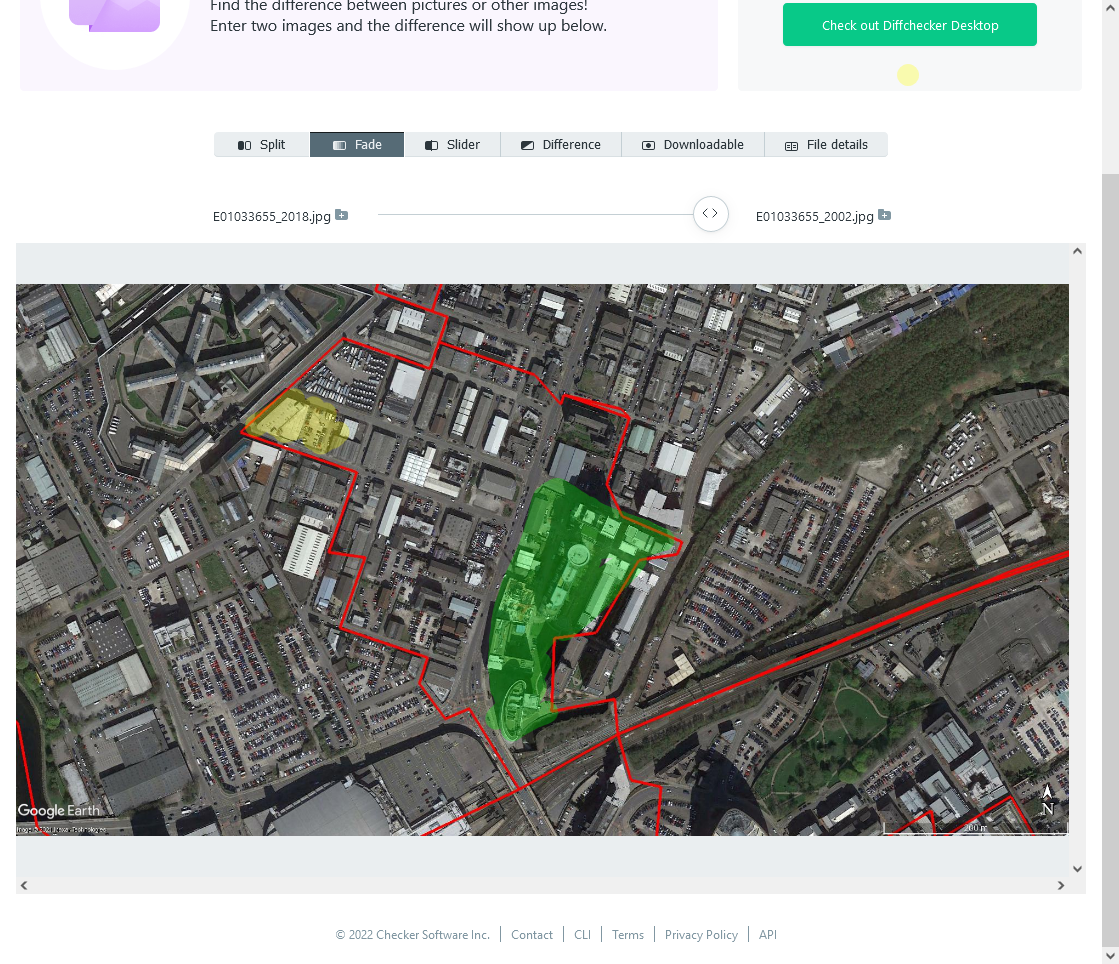 Find the difference between pictures or other images!
Enter two images and the difference will show up below.
Check out Diffchecker Desktop
Split
Fade
Slider
Difference
Downloadable
File details
E01033655_2018.jpg
E01033655_2002.jpg
Google Earth
N
200 m
© 2022 Checker Software Inc.
Contact
CLI
Terms
Privacy Policy
API